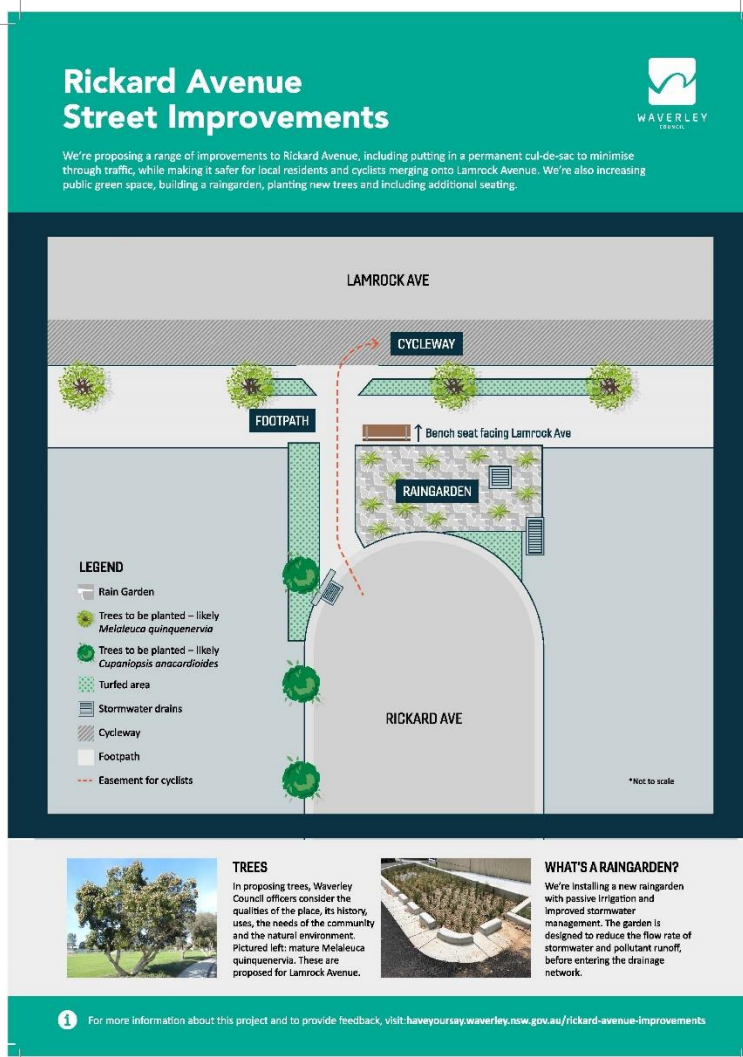 Rickard Avenue
Street Improvements
WAVERLEY
COUNCIL
We're proposing a range of improvements to Rickard Avenue, including putting in a permanent cul-de-sac to minimise
through traffic, while making it safer for local residents and cyclists merging onto Lamrock Avenue. We're also increasing
public green space, building a raingarden, planting new trees and including additional seating.
LAMROCK AVE
CYCLEWAY
FOOTPATH
Bench seat facing Lamrock Ave
RAINGARDEN
LEGEND
Rain Garden
Trees to be planted – likely
Melaleuca quinquenervia
Trees to be planted – likely
Cupaniopsis anacardioides
Turfed area
Stormwater drains
Cycleway
Footpath
Easement for cyclists
RICKARD AVE
*Not to scale
TREES
In proposing trees, Waverley
Council officers consider the
qualities of the place, its history,
uses, the needs of the community
and the natural environment.
Pictured left: mature Melaleuca
quinquenervia. These are
proposed for Lamrock Avenue.
WHAT'S A RAINGARDEN?
We're installing a new raingarden
with passive irrigation and
improved stormwater
management. The garden is
designed to reduce the flow rate of
stormwater and pollutant runoff,
before entering the drainage
network.
i
For more information about this project and to provide feedback, visit:haveyoursay.waverley.nsw.gov.au/rickard-avenue-improvements